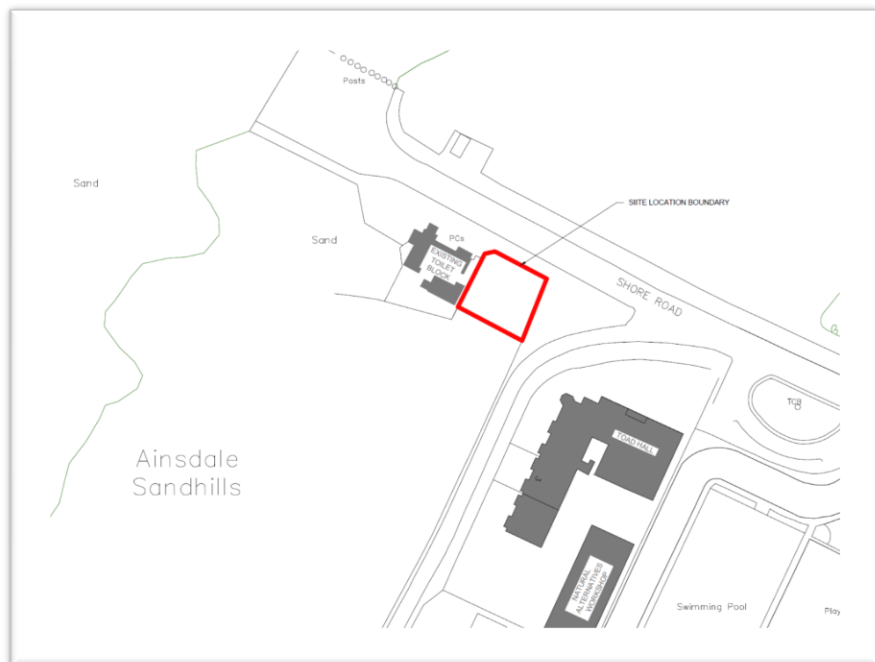 Posts
Sand
SIITE LOCATION BOUNDARY
Sand
PCs
EXISTING
TOILET
BLOCK
SHORE ROAD
TCB
TOAD HALL
Ainsdale
Sandhills
NATURAL
ALTERNATIVES
WORKSHOP
Swimming Pool
Play